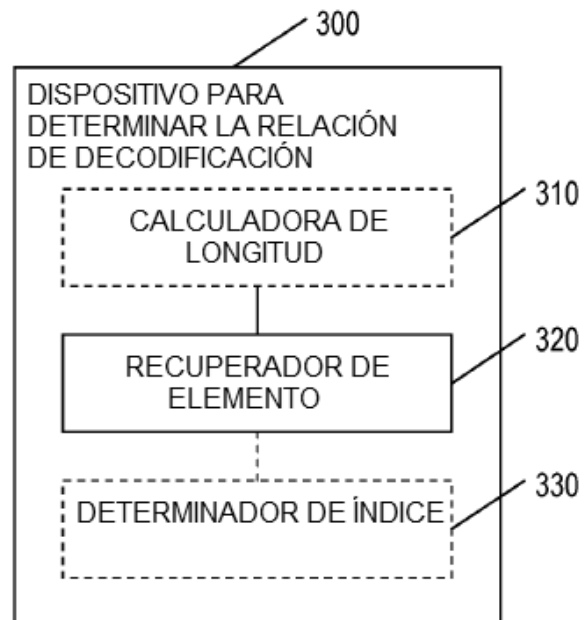 300
DISPOSITIVO PARA
DETERMINAR LA RELACIÓN
DE DECODIFICACIÓN
310
CALCULADORA DE
LONGITUD
320
RECUPERADOR DE
ELEMENTO
330
DETERMINADOR DE ÍNDICE